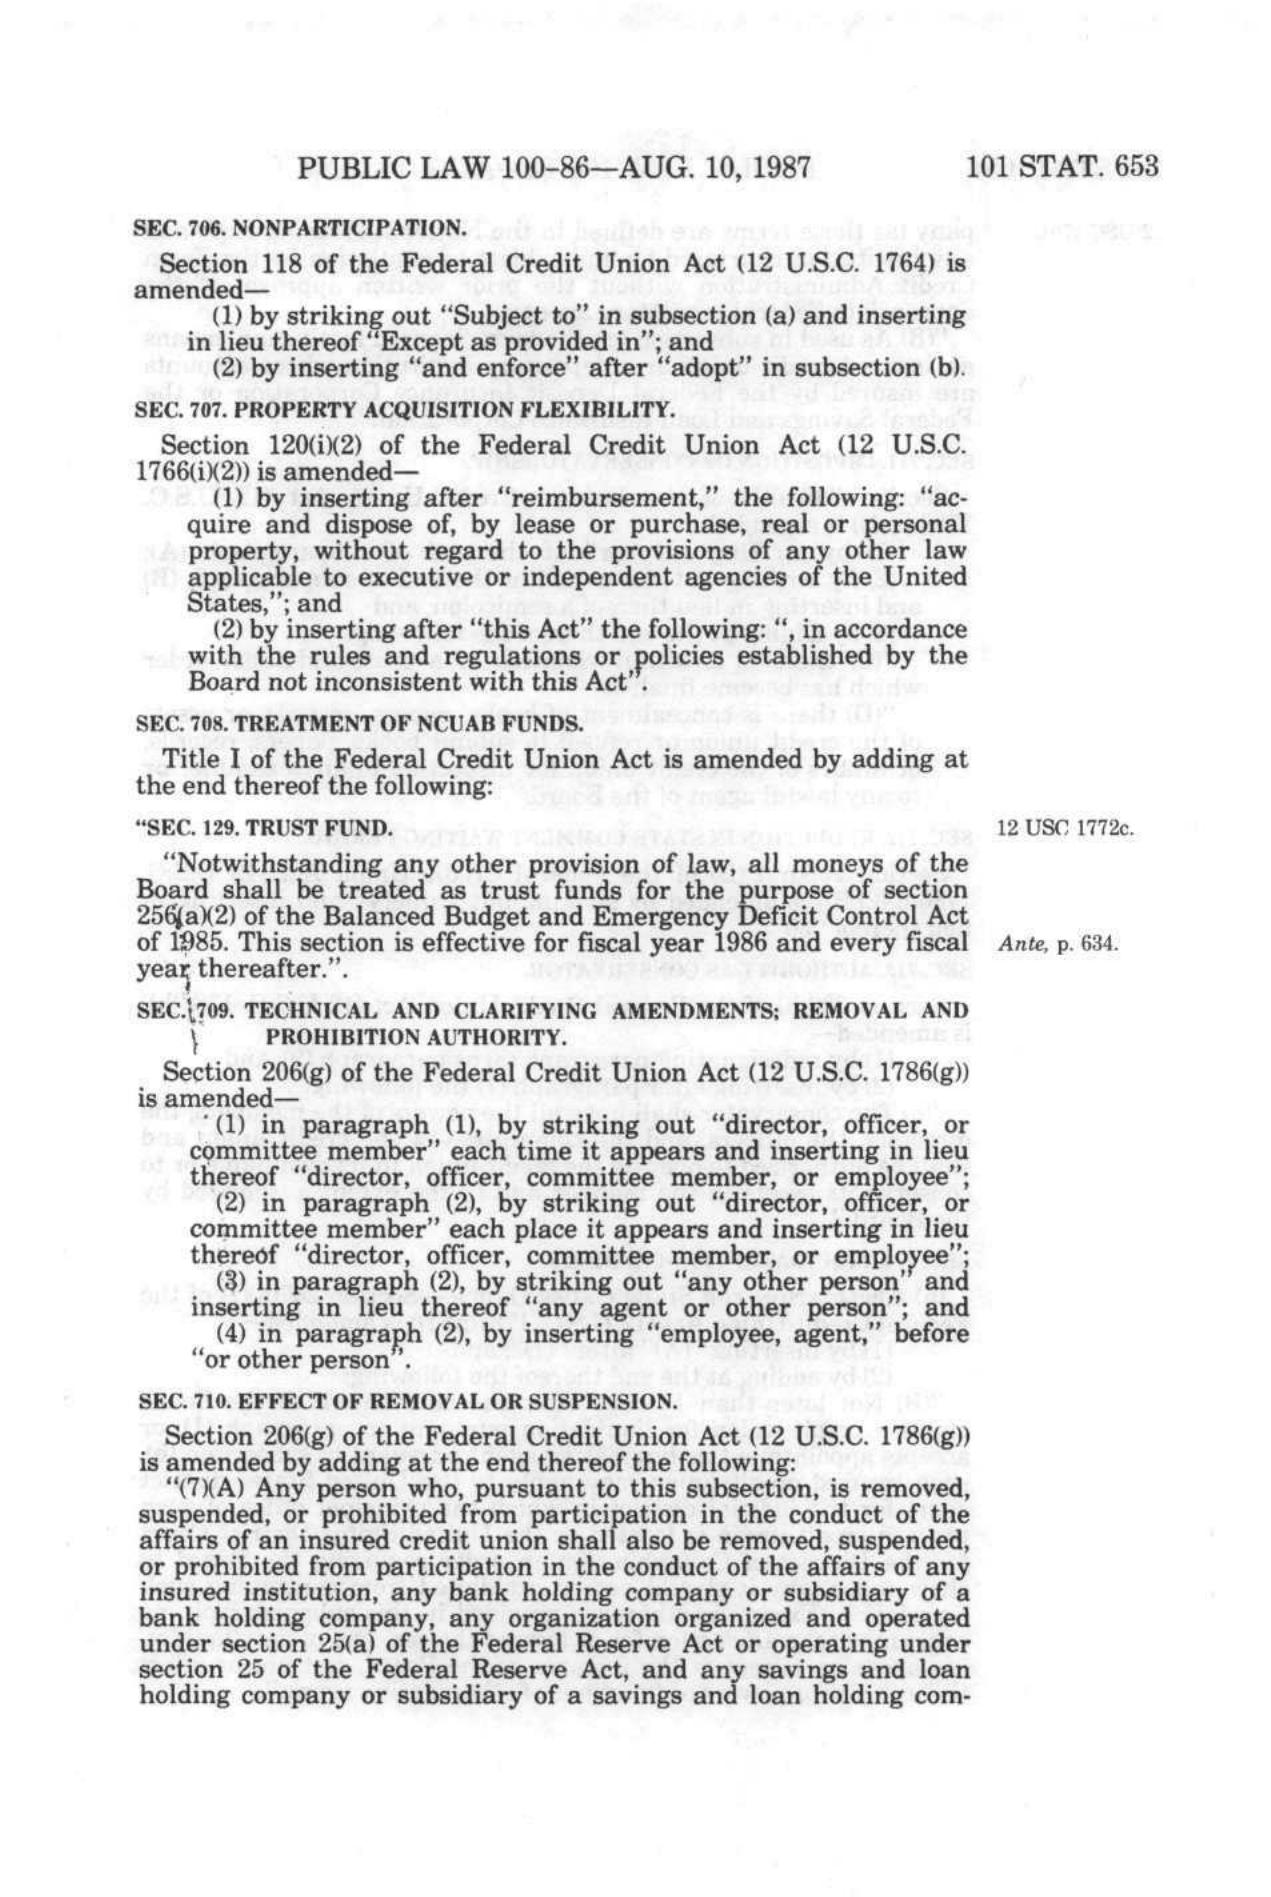 PUBLIC LAW 100-86—AUG. 10, 1987 101 STAT. 653
SEC. 706. NONPARTICIPATION.
Section 118 of the Federal Credit Union Act (12 U.S.C. 1764) is
amended—
(1) by striking out “Subject to” in subsection (a) and inserting
in lieu thereof “Except as provided in”; and
(2) by inserting “and enforce” after “adopt” in subsection (b).
SEC. 707. PROPERTY ACQUISITION FLEXIBILITY.
Section 120(i)(2) of the Federal Credit Union Act (12 U.S.C.
1766(i)(2)) is amended—
(1) by inserting after “reimbursement,” the following: “ac-
quire and dispose of, by lease or purchase, real or personal
property, without regard to the provisions of any other law
applicable to executive or independent agencies of the United
States,”; and
(2) by inserting after “this Act” the following: “, in accordance
with the rules and regulations or policies established by the
Board not inconsistent with this Act”.
SEC. 708. TREATMENT OF NCUAB FUNDS.
Title I of the Federal Credit Union Act is amended by adding at
the end thereof the following:
“SEC. 129. TRUST FUND. 12 USC 1772c.
“Notwithstanding any other provision of law, all moneys of the
Board shall be treated as trust funds for the purpose of section
256(a)(2) of the Balanced Budget and Emergency Deficit Control Act
of 1985. This section is effective for fiscal year 1986 and every fiscal Ante, p. 634.
year thereafter.”.
SEC. 709. TECHNICAL AND CLARIFYING AMENDMENTS; REMOVAL AND
PROHIBITION AUTHORITY.
Section 206(g) of the Federal Credit Union Act (12 U.S.C. 1786(g))
is amended—
(1) in paragraph (1), by striking out “director, officer, or
committee member” each time it appears and inserting in lieu
thereof “director, officer, committee member, or employee”;
(2) in paragraph (2), by striking out “director, officer, or
committee member” each place it appears and inserting in lieu
thereof “director, officer, committee member, or employee”;
(3) in paragraph (2), by striking out “any other person” and
inserting in lieu thereof “any agent or other person”; and
(4) in paragraph (2), by inserting “employee, agent,” before
“or other person”.
SEC. 710. EFFECT OF REMOVAL OR SUSPENSION.
Section 206(g) of the Federal Credit Union Act (12 U.S.C. 1786(g))
is amended by adding at the end thereof the following:
“(7)(A) Any person who, pursuant to this subsection, is removed,
suspended, or prohibited from participation in the conduct of the
affairs of an insured credit union shall also be removed, suspended,
or prohibited from participation in the conduct of the affairs of any
insured institution, any bank holding company or subsidiary of a
bank holding company, any organization organized and operated
under section 25(a) of the Federal Reserve Act or operating under
section 25 of the Federal Reserve Act, and any savings and loan
holding company or subsidiary of a savings and loan holding com-